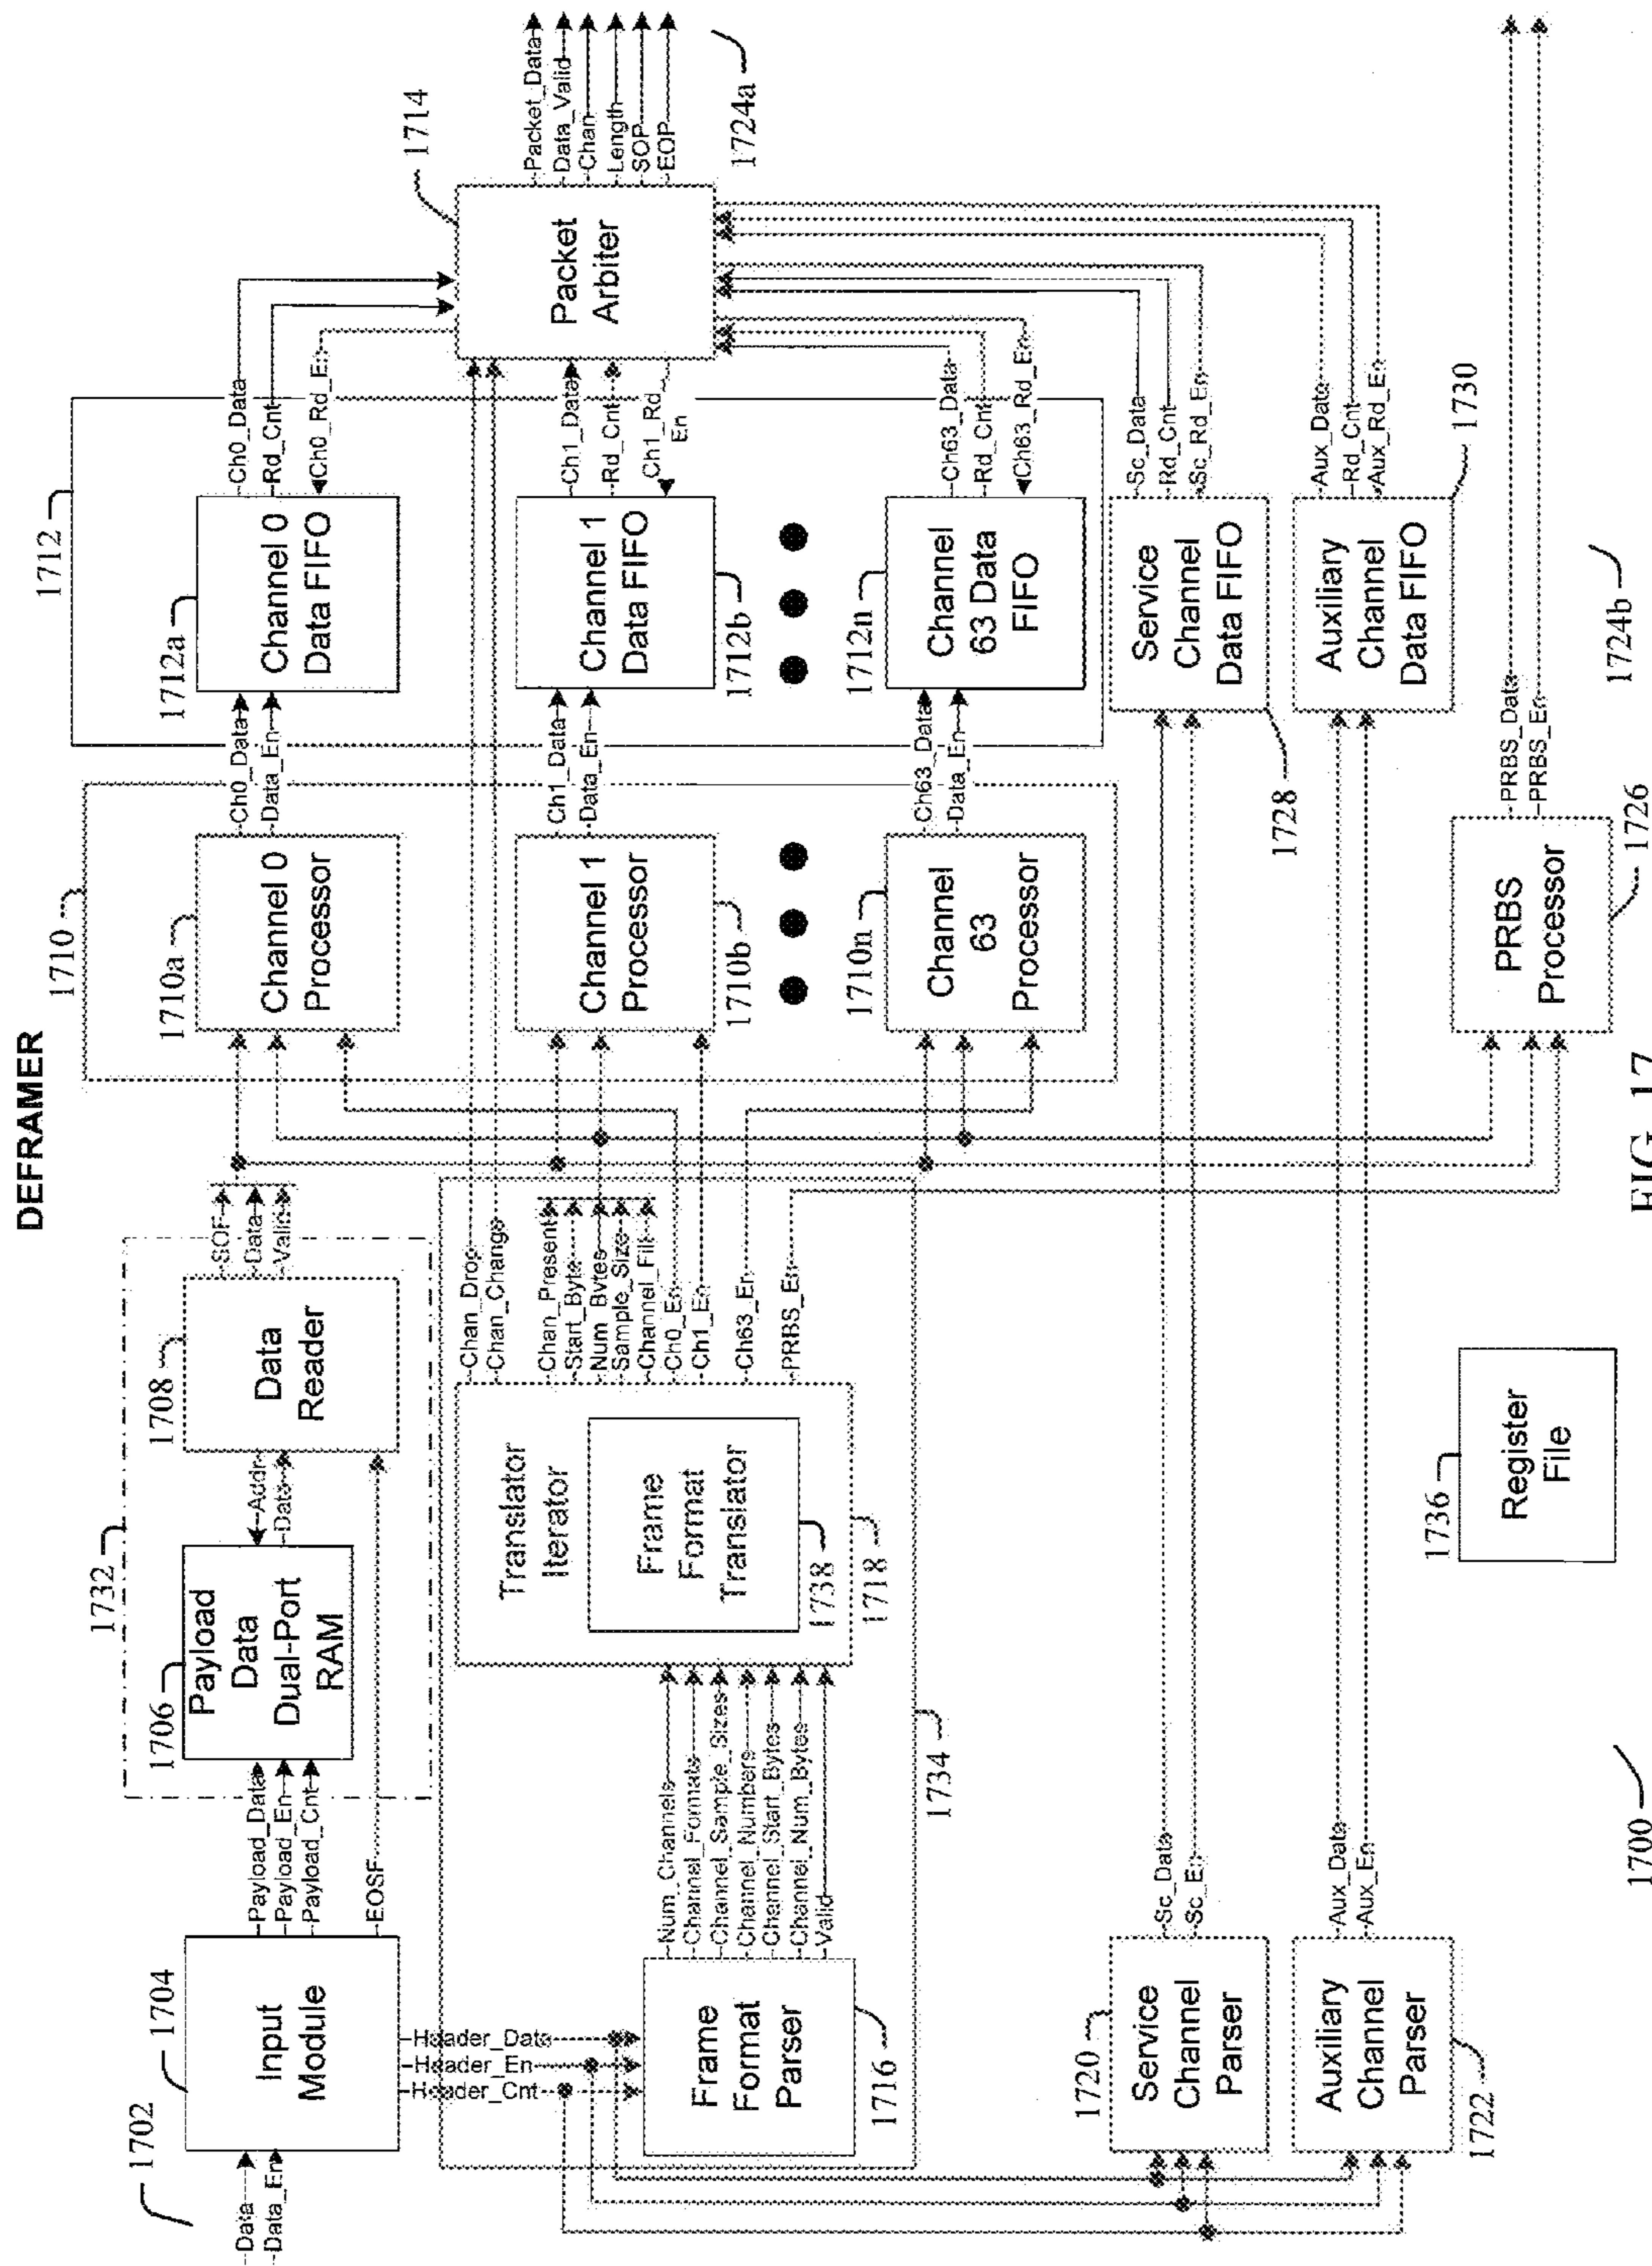 DEFRAMER
1702
Data
Data_En
1704
Input
Module
Payload_Data
Payload_En
Payload_Cnt
EOSF
Header_Data
Header_En
Header_Cnt
1732
1706
Payload
Data
Dual-Port
RAM
Addr
Data
1708
Data
Reader
SOF
Data
Valid
1710
1710a
Channel 0
Processor
Ch0_Data
Data_En
1712
1712a
Channel 0
Data FIFO
Ch0_Data
Rd_Cnt
Ch0_Rd_En
1714
Packet
Arbiter
Packet_Data
Data_Valid
Chan
Length
SOP
EOP
1724a
Frame
Format
Parser
1716
Num_Channels
Channel_Formats
Channel_Sample_Sizes
Channel_Numbers
Channel_Start_Bytes
Channel_Num_Bytes
Valid
Translator
Iterator
Frame
Format
Translator
1738
1718
1734
Chan_Drop
Chan_Change
Chan_Present
Start_Byte
Num_Bytes
Sample_Size
Channel_Fill
Ch0_En
Ch1_En
Ch63_En
PRBS_En
Channel 1
Processor
1710b
Ch1_Data
Data_En
Channel 1
Data FIFO
1712b
Ch1_Data
Rd_Cnt
Ch1_Rd_
En
1710n
Channel
63
Processor
Ch63_Data
Data_En
1712n
Channel
63 Data
FIFO
Ch63_Data
Rd_Cnt
Ch63_Rd_En
1720
Service
Channel
Parser
Sc_Data
Sc_En
Service
Channel
Data FIFO
1728
Sc_Data
Rd_Cnt
Sc_Rd_En
Auxiliary
Channel
Parser
1722
Aux_Data
Aux_En
Auxiliary
Channel
Data FIFO
1730
Aux_Data
Rd_Cnt
Aux_Rd_En
1736
Register
File
PRBS
Processor
1726
PRBS_Data
PRBS_En
1724b
1700
FIG. 17